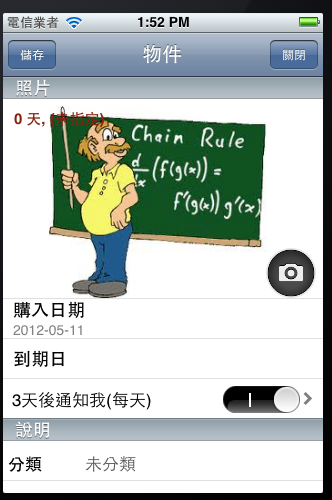 電信業者 1:52 PM
儲存 物件 關閉
照片
0 天, (未指定)
Chain Rule
d/dx (f(g(x)) =
f'(g(x)) g'(x)
購入日期
2012-05-11
到期日
3天後通知我(每天)
說明
分類 未分類